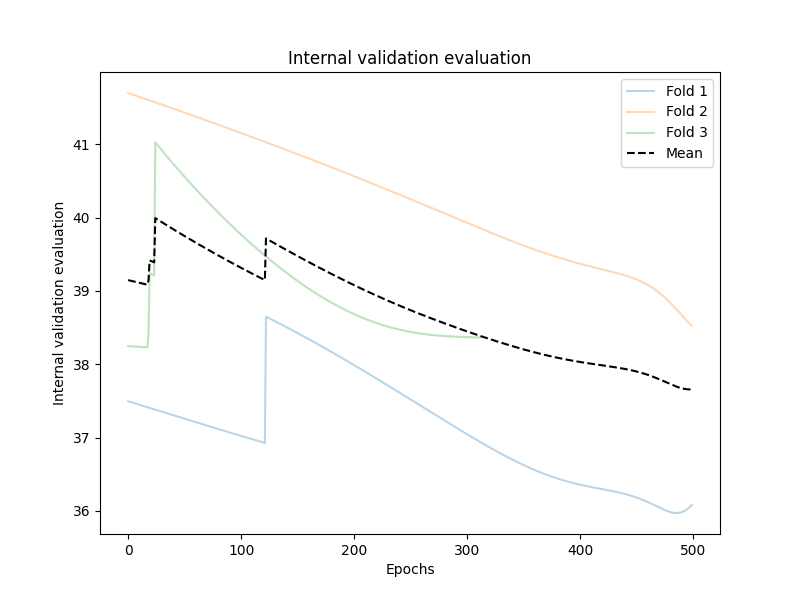 Internal validation evaluation
Fold 1
Fold 2
Fold 3
Mean
Internal validation evaluation
41
40
39
38
37
36
0 100 200 300 400 500
Epochs